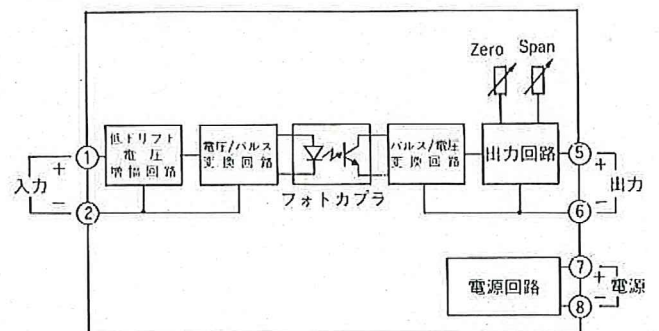 Zero Span
① 低ドリフト 電圧 増幅回路
電圧/パルス 変換回路
パルス/電圧 変換回路
出力回路 ⑤
入力 + −
②
フォトカプラ
出力 + −
⑥
電源回路
⑦
⑧
+ − 電源